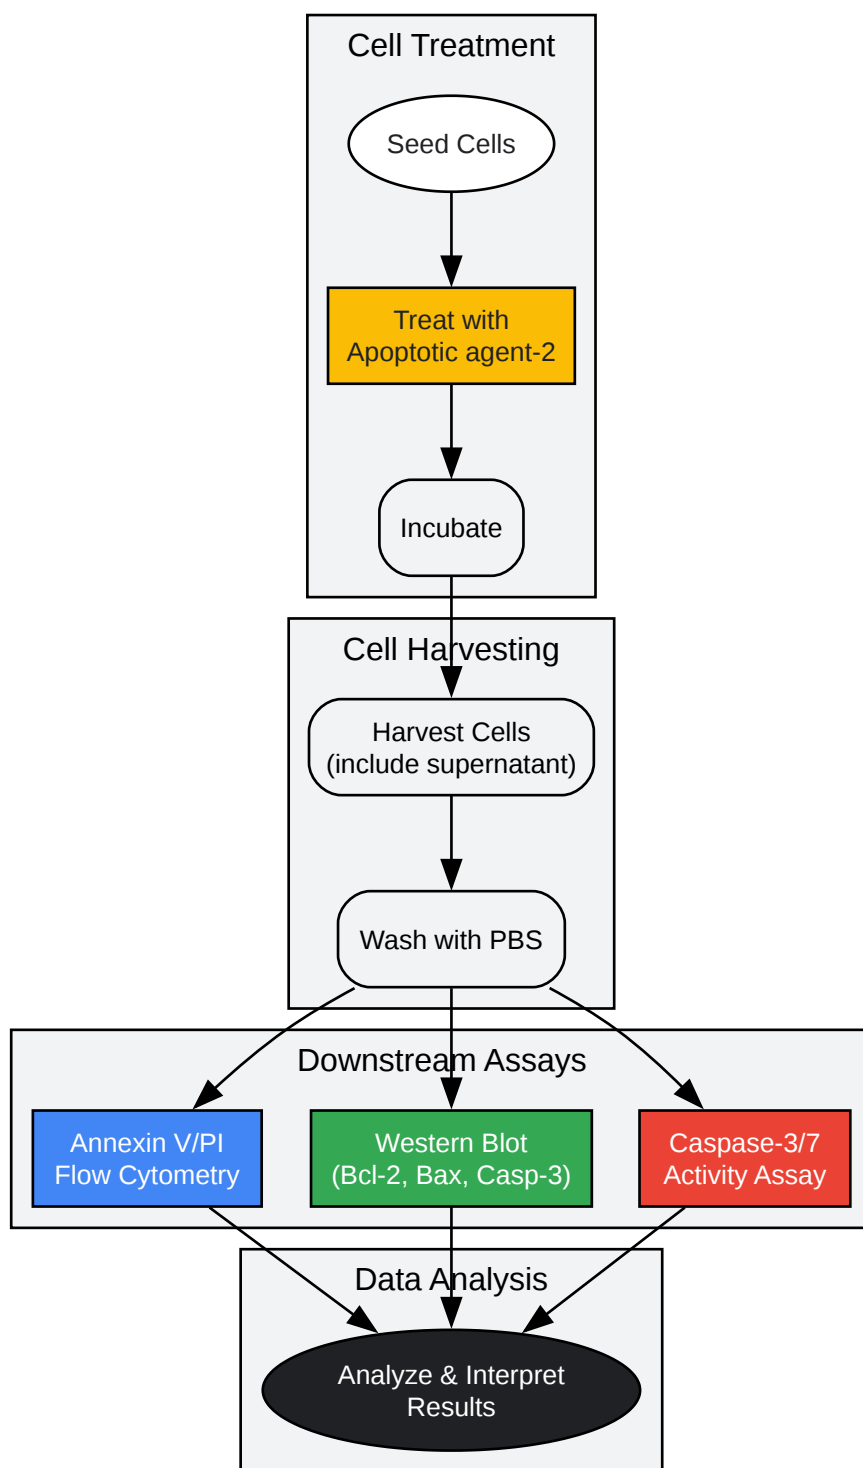 Cell Treatment
Seed Cells
Treat with
Apoptotic agent-2
Incubate
Cell Harvesting
Harvest Cells
(include supernatant)
Wash with PBS
Downstream Assays
Annexin V/PI
Flow Cytometry
Western Blot
(Bcl-2, Bax, Casp-3)
Caspase-3/7
Activity Assay
Data Analysis
Analyze & Interpret
Results